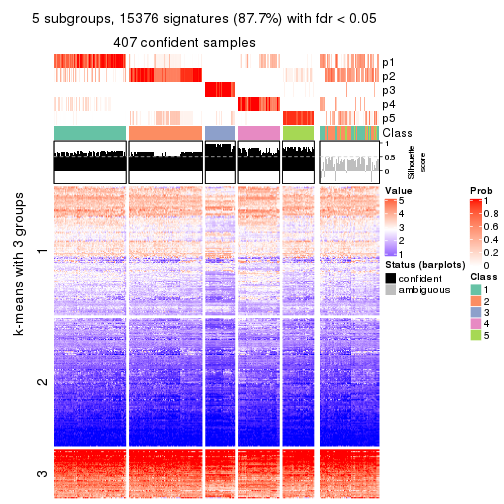 5 subgroups, 15376 signatures (87.7%) with fdr < 0.05
407 confident samples
p1
p2
p3
p4
p5
Class
1
0.5
0
Silhouette
score
k-means with 3 groups
1
2
3
Value
5
4
3
2
1
Status (barplots)
confident
ambiguous
Prob
1
0.8
0.6
0.4
0.2
0
Class
1
2
3
4
5